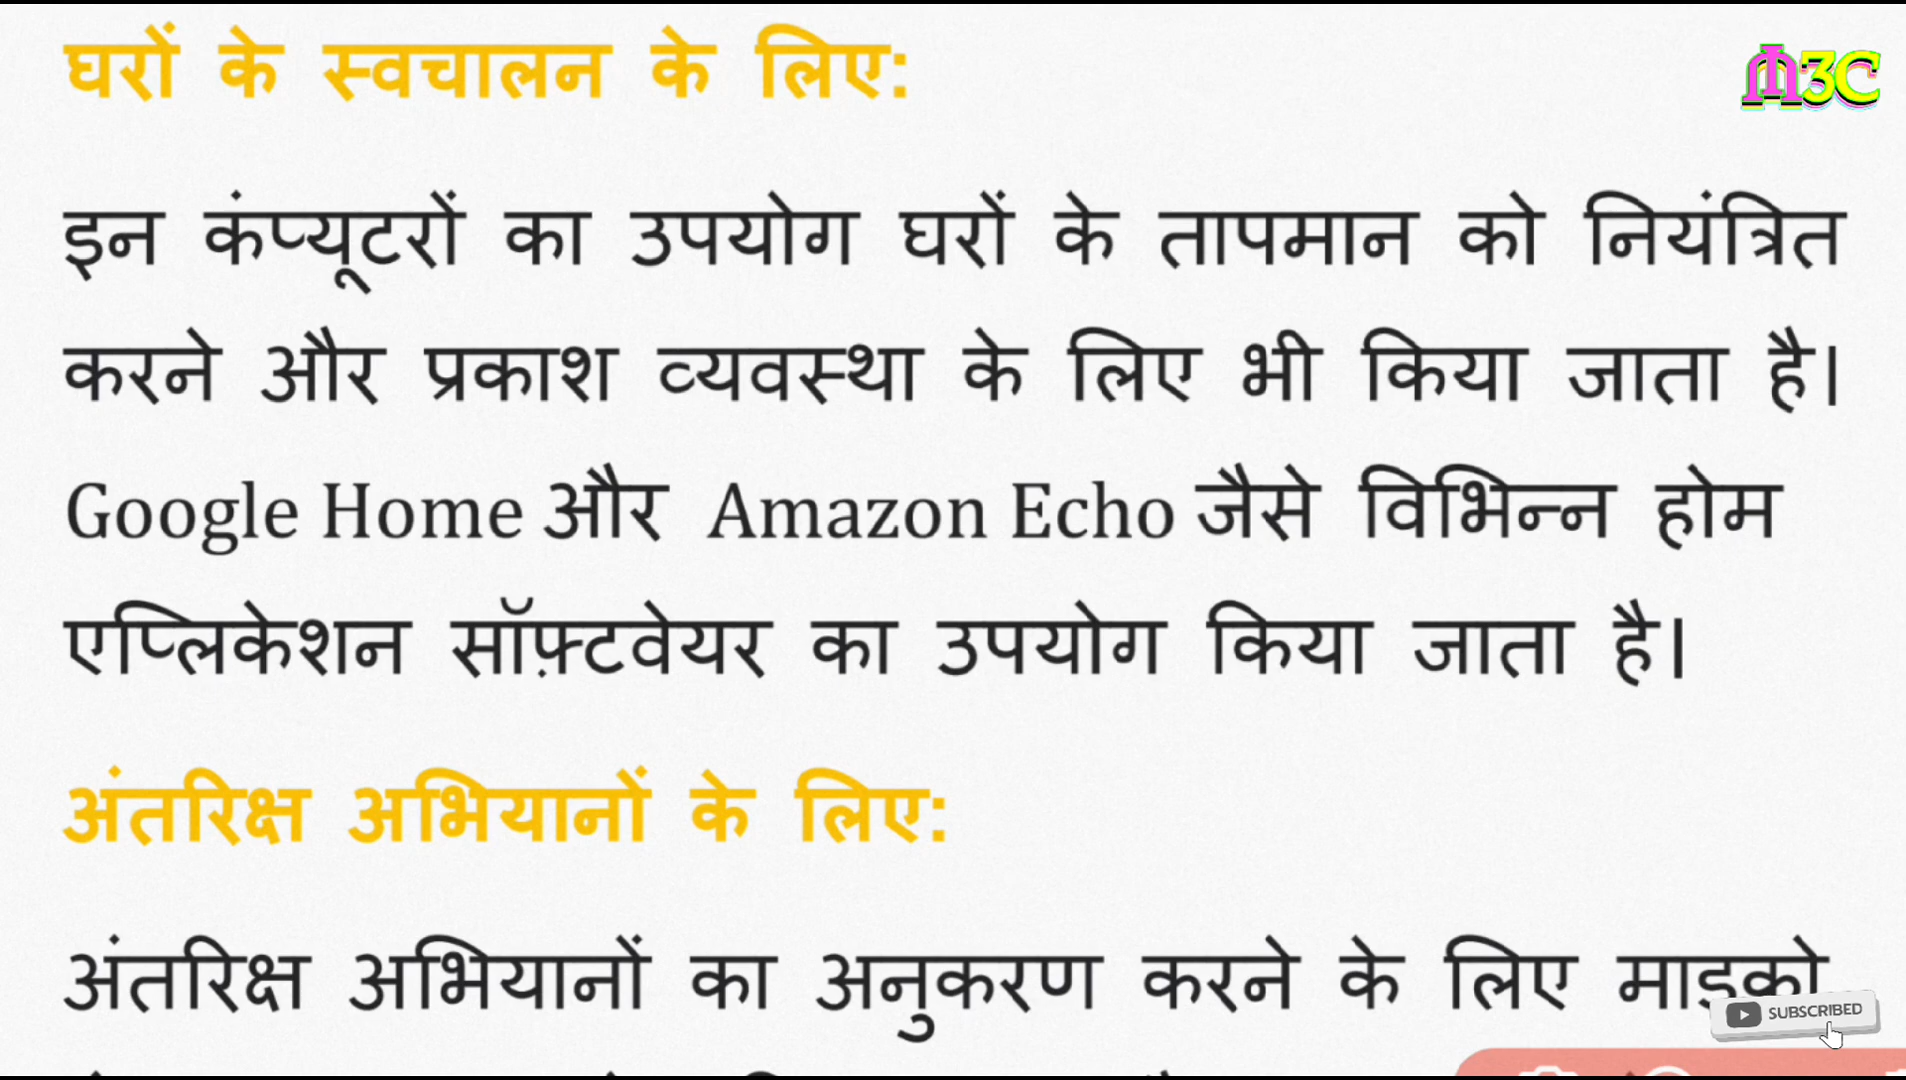 घरों के स्वचालन के लिए:
M3C
इन कंप्यूटरों का उपयोग घरों के तापमान को नियंत्रित
करने और प्रकाश व्यवस्था के लिए भी किया जाता है।
Google Home और Amazon Echo जैसे विभिन्न होम
एप्लिकेशन सॉफ़्टवेयर का उपयोग किया जाता है।
अंतरिक्ष अभियानों के लिए:
अंतरिक्ष अभियानों का अनुकरण करने के लिए
SUBSCRIBED